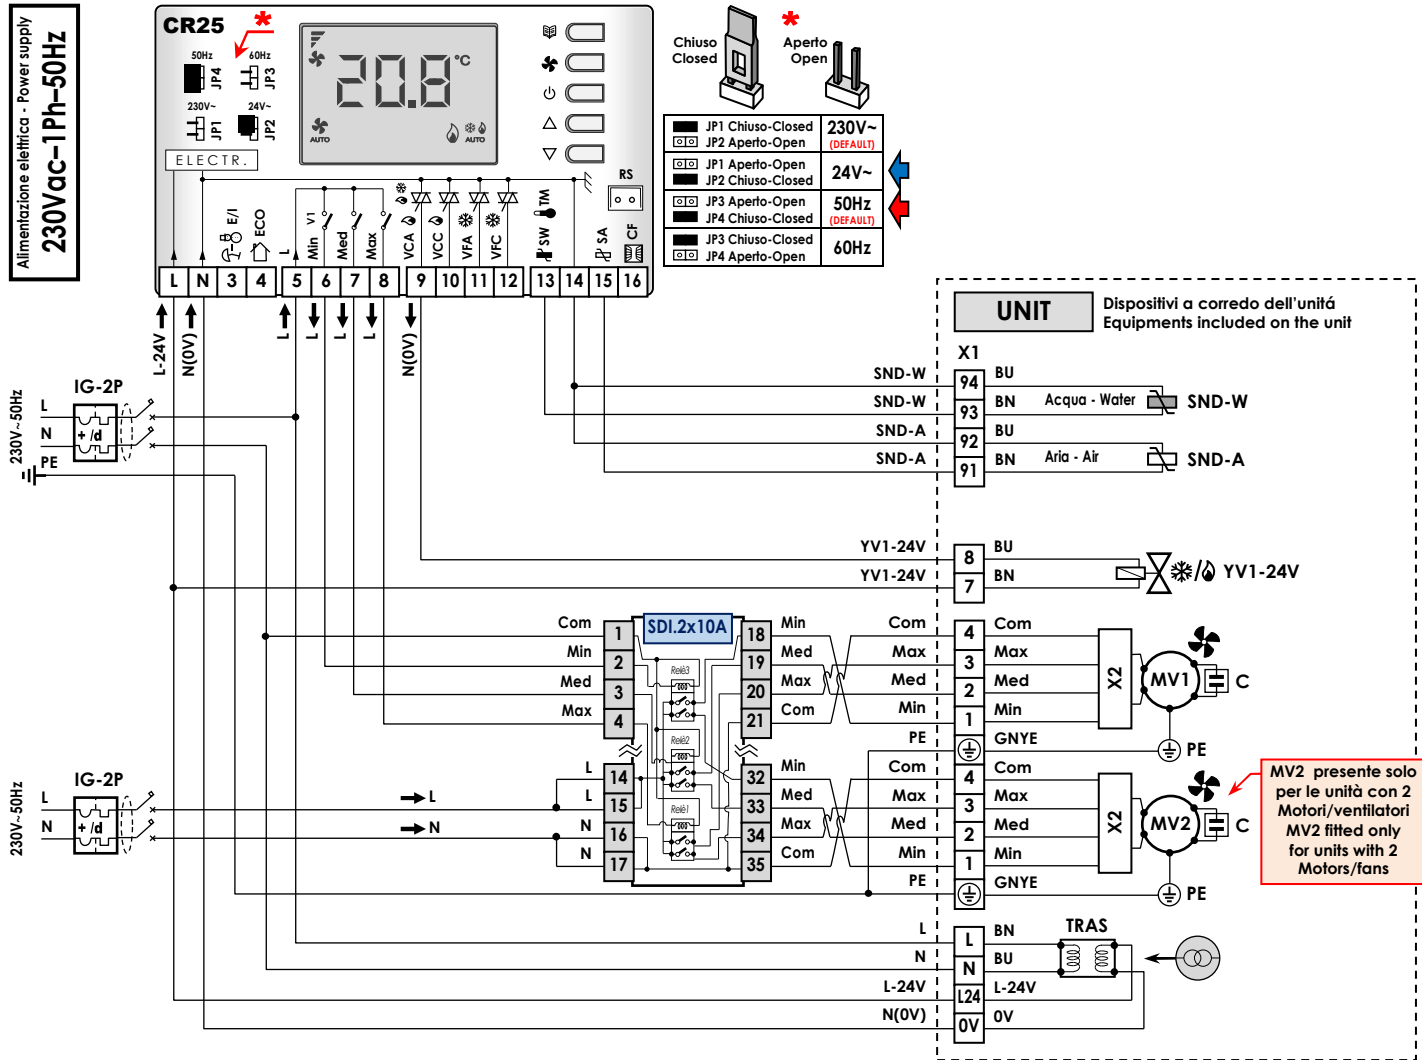 Alimentazione elettrica - Power supply
230Vac–1Ph–50Hz
CR25
*
50Hz
JP4
60Hz
JP3
230V~
JP1
24V~
JP2
ELECTR.
20.8 °C
AUTO
AUTO
RS
E/I
ECO
L
Min
V1
Med
Max
VCA
VCC
VFA
VFC
SW
TM
SA
CF
L N 3 4 5 6 7 8 9 10 11 12 13 14 15 16
Chiuso
Closed
*
Aperto
Open
JP1 Chiuso-Closed
JP2 Aperto-Open
230V~
(DEFAULT)
JP1 Aperto-Open
JP2 Chiuso-Closed
24V~
JP3 Aperto-Open
JP4 Chiuso-Closed
50Hz
(DEFAULT)
JP3 Chiuso-Closed
JP4 Aperto-Open
60Hz
L-24V
N(0V)
L
L
L
L
N(0V)
UNIT
Dispositivi a corredo dell'unitá
Equipments included on the unit
X1
SND-W 94 BU
SND-W 93 BN
Acqua - Water
SND-W
SND-A 92 BU
SND-A 91 BN
Aria - Air
SND-A
230V~50Hz
IG-2P
L
N
PE
+ /d
YV1-24V 8 BU
YV1-24V 7 BN
YV1-24V
SDI.2x10A
Com 1
Min 2
Med 3
Max 4
L 14
L 15
N 16
N 17
Relè3
Relè2
Relè1
18 Min
19 Med
20 Max
21 Com
32 Min
33 Med
34 Max
35 Com
Com 4 Com
Max 3 Max
Med 2 Med
Min 1 Min
PE GNYE
X2
MV1
C
PE
Com 4 Com
Max 3 Max
Med 2 Med
Min 1 Min
PE GNYE
X2
MV2
C
PE
MV2 presente solo
per le unità con 2
Motori/ventilatori
MV2 fitted only
for units with 2
Motors/fans
230V~50Hz
IG-2P
L
N
+ /d
L
N
L L BN
N N BU
L-24V L24 L-24V
N(0V) 0V 0V
TRAS